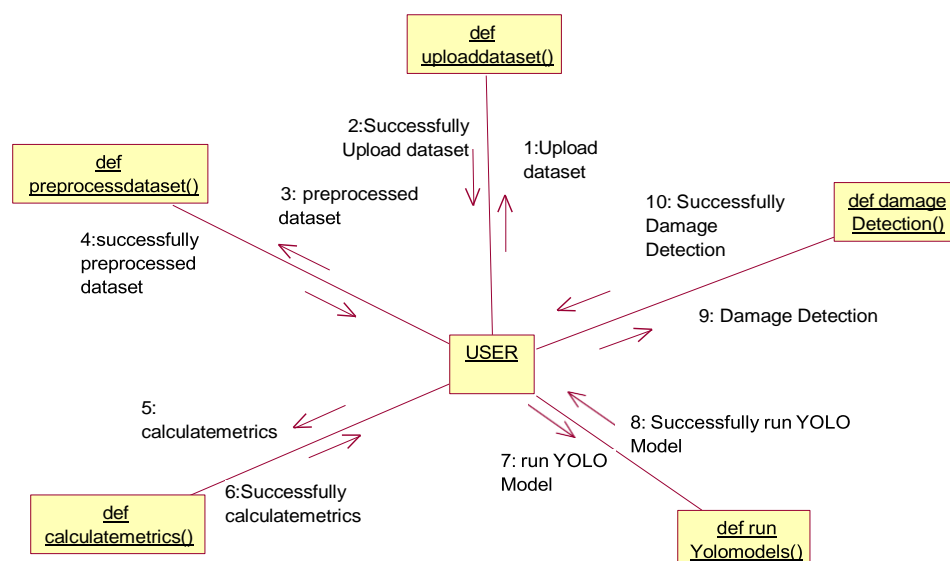 def
uploaddataset()
2:Successfully
Upload dataset
1:Upload
dataset
def
preprocessdataset()
3: preprocessed
dataset
4:successfully
preprocessed
dataset
10: Successfully
Damage
Detection
def damage
Detection()
9: Damage Detection
USER
5:
calculatemetrics
6:Successfully
calculatemetrics
def
calculatemetrics()
7: run YOLO
Model
8: Successfully run YOLO
Model
def run
Yolomodels()